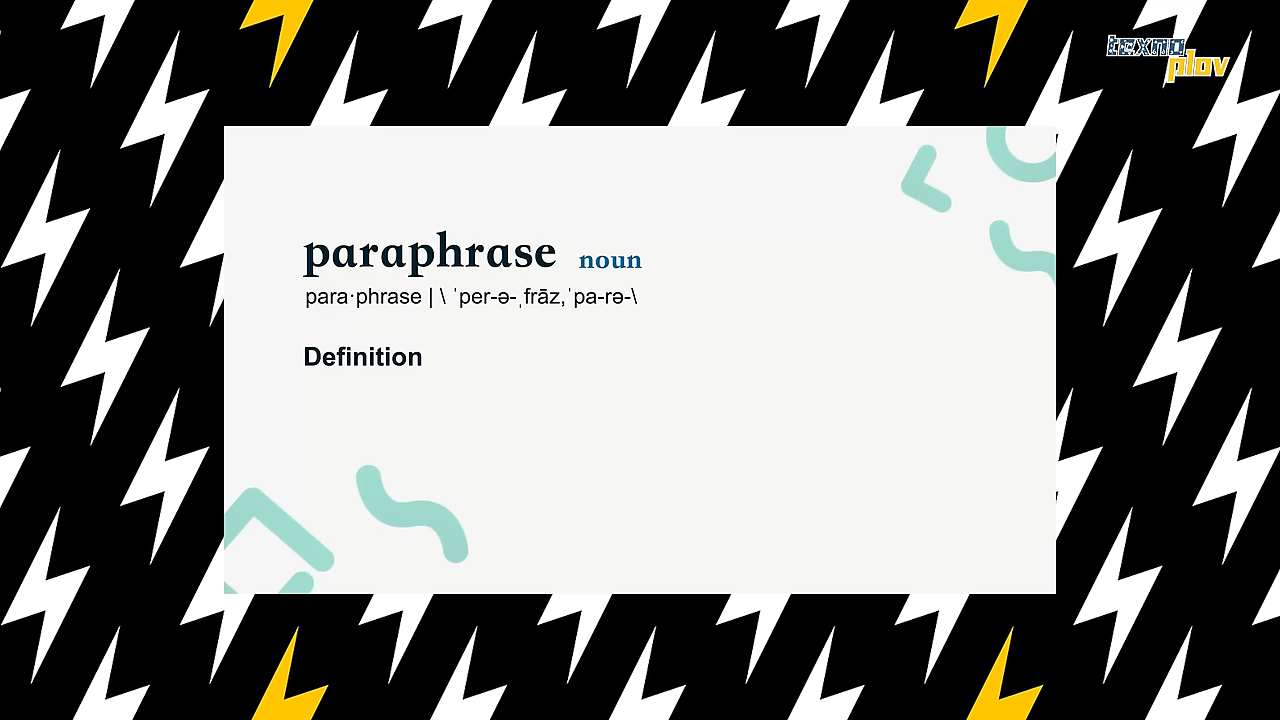 texno
plov
paraphrase noun
para·phrase | \ ˈper-ə-ˌfrāz,ˈpa-rə-\
Definition